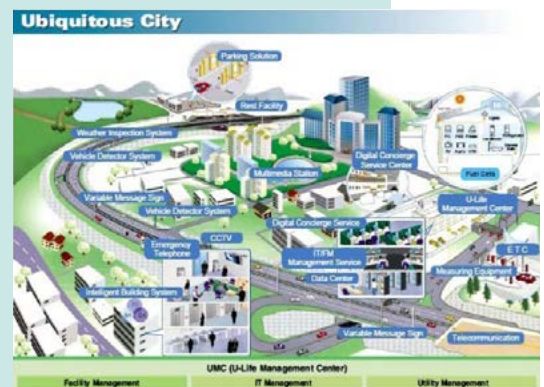 Ubiquitous City
Parking Solution
Rest Facility
Weather Inspection System
Vehicle Detector System
Multimedia Station
Digital Concierge
Service Center
Fuel Cells
Variable Message Sign
Vehicle Detector System
U-Life
Management Center
Digital Concierge Service
Emergency
Telephone
CCTV
IT/FM
Management Service
ETC
Data Center
Measuring Equipment
Intelligent Building System
Variable Message Sign
Telecommunication
UMC (U-Life Management Center)
Facility Management
IT Management
Utility Management